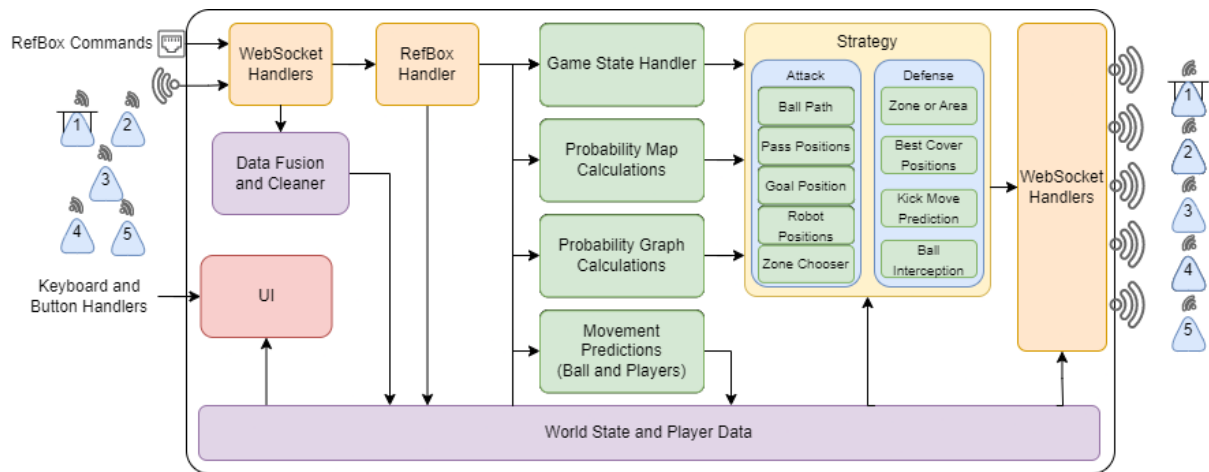 RefBox Commands
1
2
3
4
5
Keyboard and
Button Handlers
WebSocket
Handlers
RefBox
Handler
Data Fusion
and Cleaner
UI
Game State Handler
Probability Map
Calculations
Probability Graph
Calculations
Movement
Predictions
(Ball and Players)
Strategy
Attack
Ball Path
Pass Positions
Goal Position
Robot
Positions
Zone Chooser
Defense
Zone or Area
Best Cover
Positions
Kick Move
Prediction
Ball
Interception
WebSocket
Handlers
World State and Player Data
1
2
3
4
5